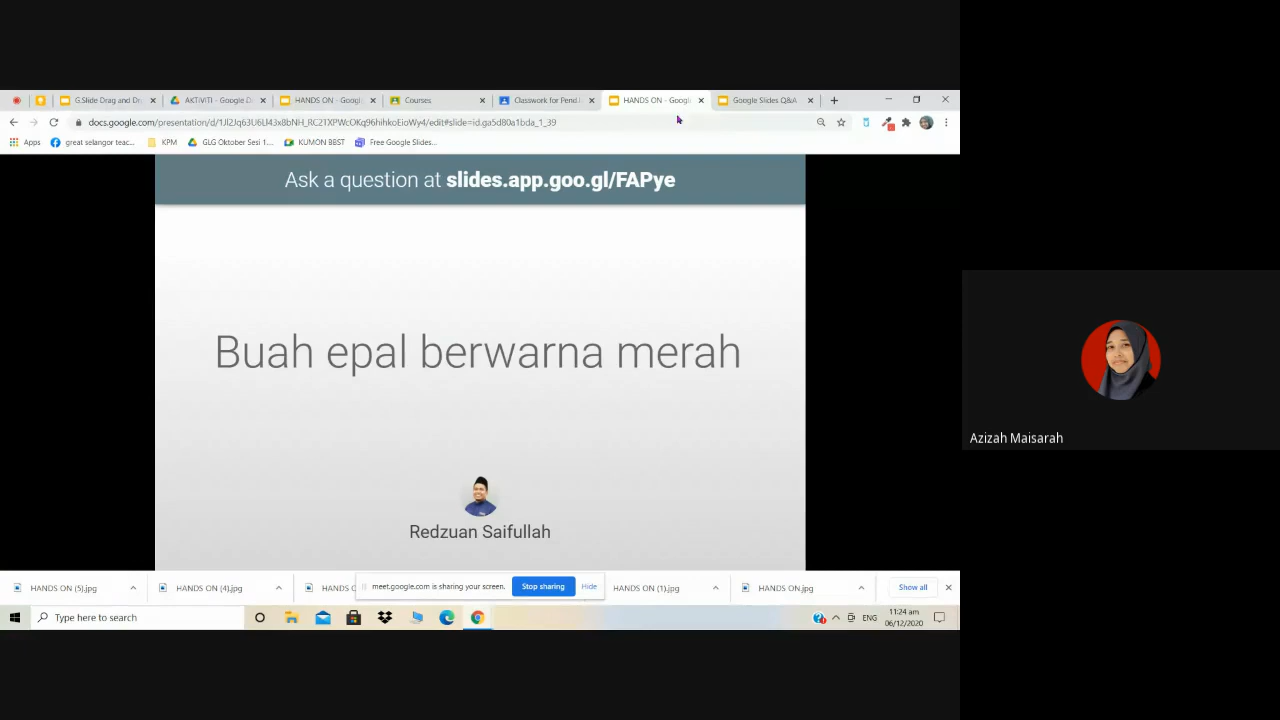 G.Slide Drag and Dr
AKTIVITI - Google D
HANDS ON - Googl
Courses
Classwork for Pend
HANDS ON - Googl
Google Slides Q&A
Apps
great selangor teac...
KPM
GLG Oktober Sesi 1...
KUMON BBST
Free Google Slides...
Ask a question at slides.app.goo.gl/FAPye
Buah epal berwarna merah
Redzuan Saifullah
Azizah Maisarah
HANDS ON (5).jpg
HANDS ON (4).jpg
HANDS
meet.google.com is sharing your screen.
Stop sharing
Hide
HANDS ON (1).jpg
HANDS ON.jpg
Show all
Type here to search
ENG
11:24 am
06/12/2020